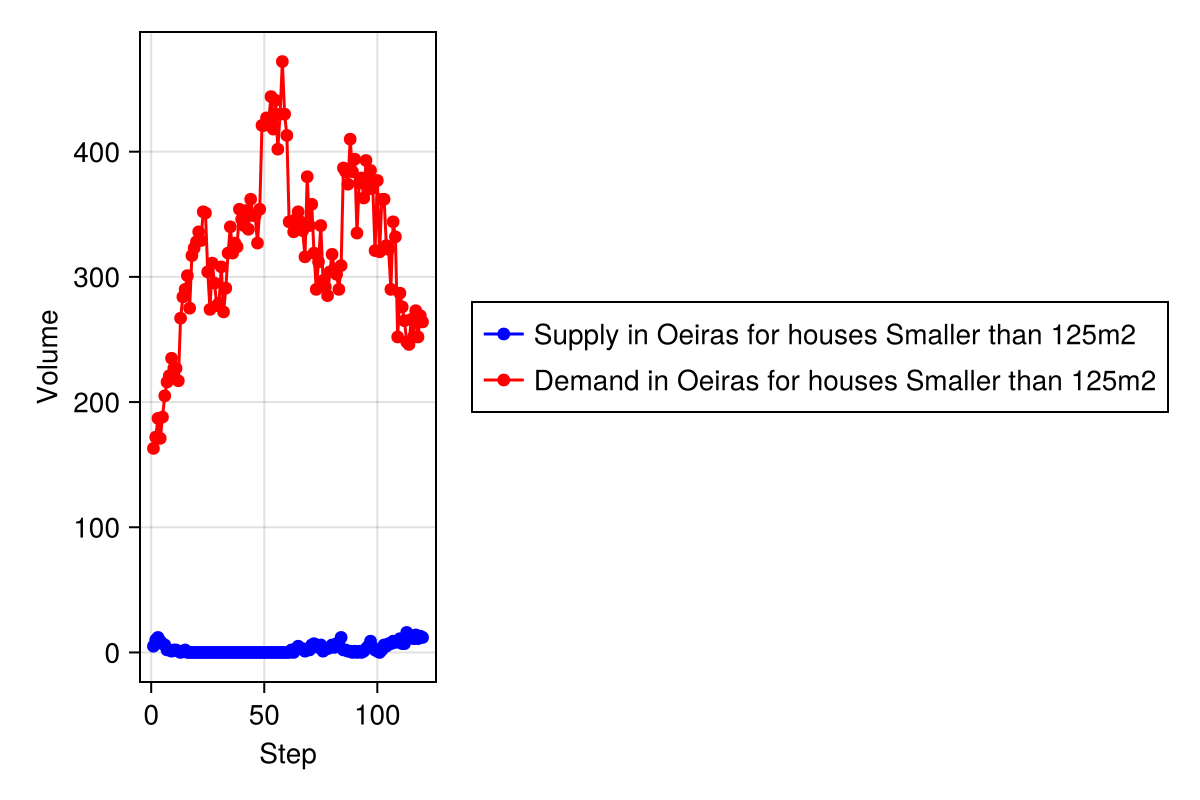 Volume
400
300
200
100
0
0 50 100
Step
Supply in Oeiras for houses Smaller than 125m2
Demand in Oeiras for houses Smaller than 125m2